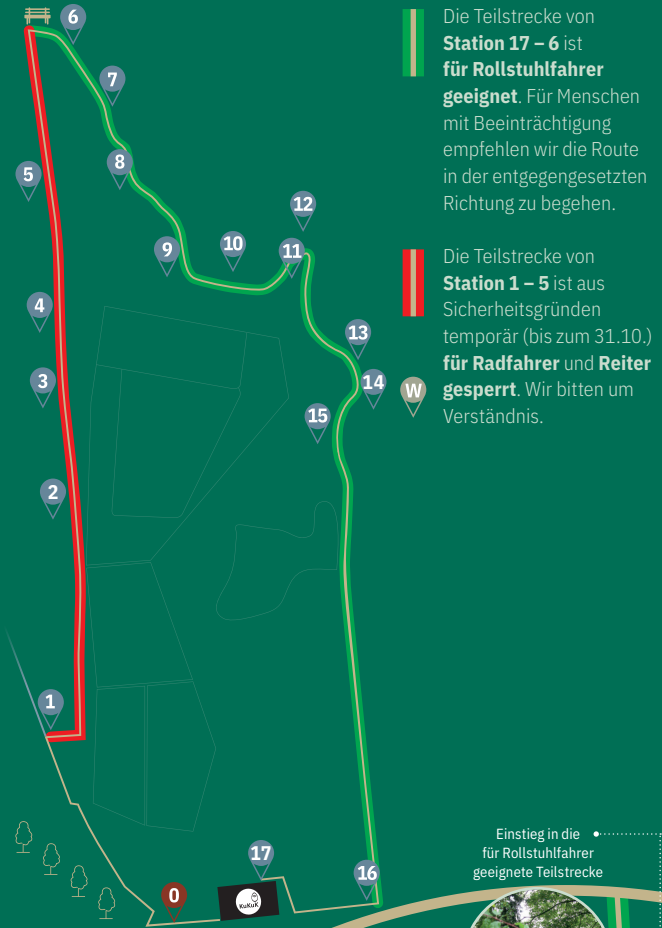 Die Teilstrecke von
Station 17 – 6 ist
für Rollstuhlfahrer
geeignet. Für Menschen
mit Beeinträchtigung
empfehlen wir die Route
in der entgegengesetzten
Richtung zu begehen.
Die Teilstrecke von
Station 1 – 5 ist aus
Sicherheitsgründen
temporär (bis zum 31.10.)
für Radfahrer und Reiter
gesperrt. Wir bitten um
Verständnis.
6
7
8
5
12
11
10
9
4
13
3
14
W
15
2
1
17
16
0
KuKuK
Einstieg in die
für Rollstuhlfahrer
geeignete Teilstrecke